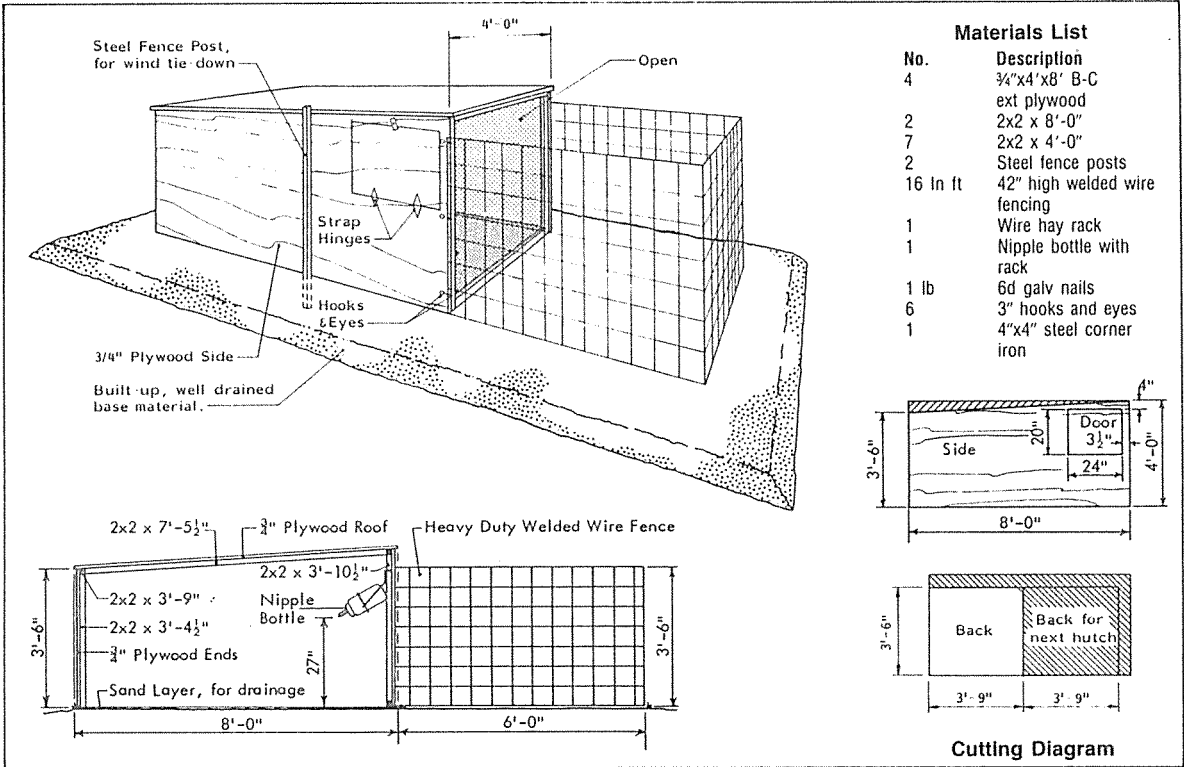 4'-0"
Steel Fence Post,
for wind tie-down
Open
Strap
Hinges
Hooks
&Eyes
3/4" Plywood Side
Built-up, well drained
base material.
Materials List
No. Description
4 ¾"x4'x8' B-C
ext plywood
2 2x2 x 8'-0"
7 2x2 x 4'-0"
2 Steel fence posts
16 ln ft 42" high welded wire
fencing
1 Wire hay rack
1 Nipple bottle with
rack
1 lb 6d galv nails
6 3" hooks and eyes
1 4"x4" steel corner
iron
4"
Door
3½"
20"
Side
24"
3'-6"
4'-0"
8'-0"
2x2 x 7'-5½"
¾" Plywood Roof
Heavy Duty Welded Wire Fence
2x2 x 3'-10½"
2x2 x 3'-9"
Nipple
Bottle
2x2 x 3'-4½"
¾" Plywood Ends
27"
3'-6"
3'-6"
Sand Layer, for drainage
8'-0"
6'-0"
3'-6"
Back
Back for
next hutch
3'-9"
3'-9"
Cutting Diagram